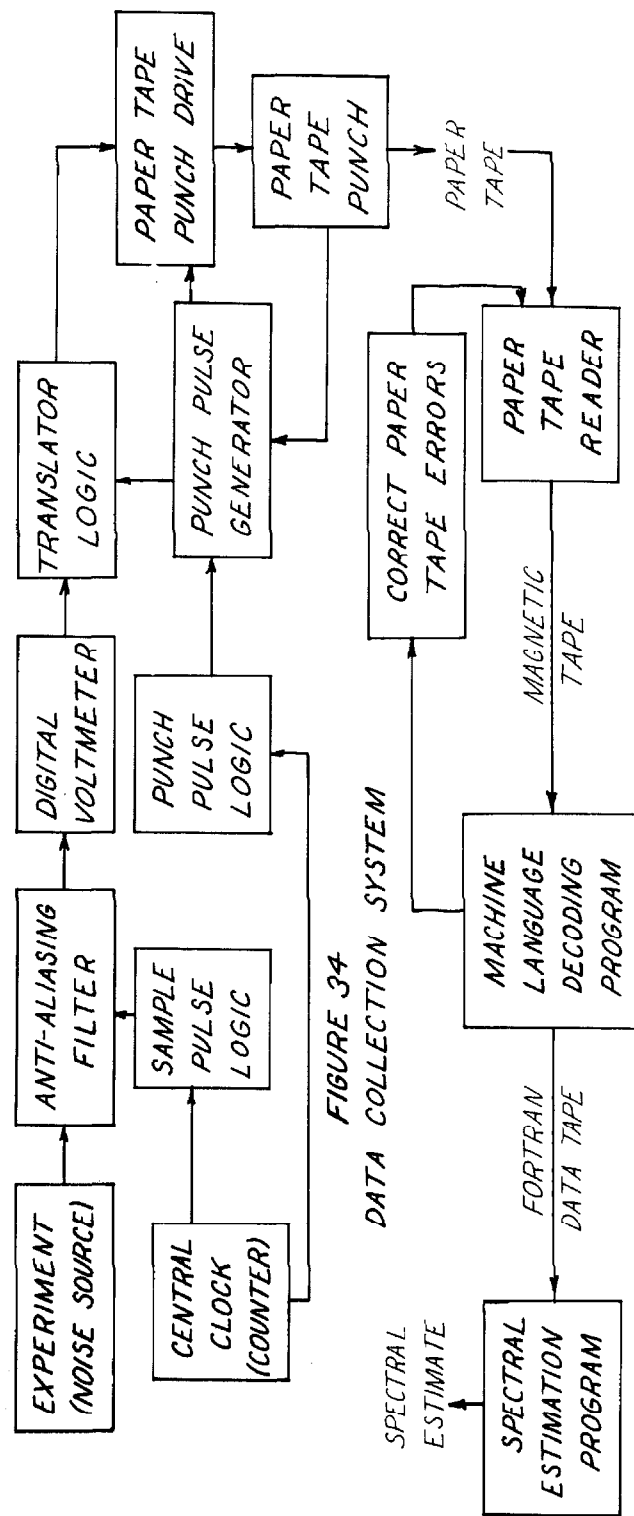 EXPERIMENT
(NOISE SOURCE)
ANTI-ALIASING
FILTER
DIGITAL
VOLTMETER
TRANSLATOR
LOGIC
PAPER TAPE
PUNCH DRIVE
CENTRAL
CLOCK
(COUNTER)
SAMPLE
PULSE
LOGIC
PUNCH
PULSE
LOGIC
PUNCH PULSE
GENERATOR
PAPER
TAPE
PUNCH
PAPER
TAPE
FIGURE 34
DATA COLLECTION SYSTEM
CORRECT PAPER
TAPE ERRORS
PAPER
TAPE
READER
MAGNETIC
TAPE
MACHINE
LANGUAGE
DECODING
PROGRAM
FORTRAN
DATA TAPE
SPECTRAL
ESTIMATION
PROGRAM
SPECTRAL
ESTIMATE